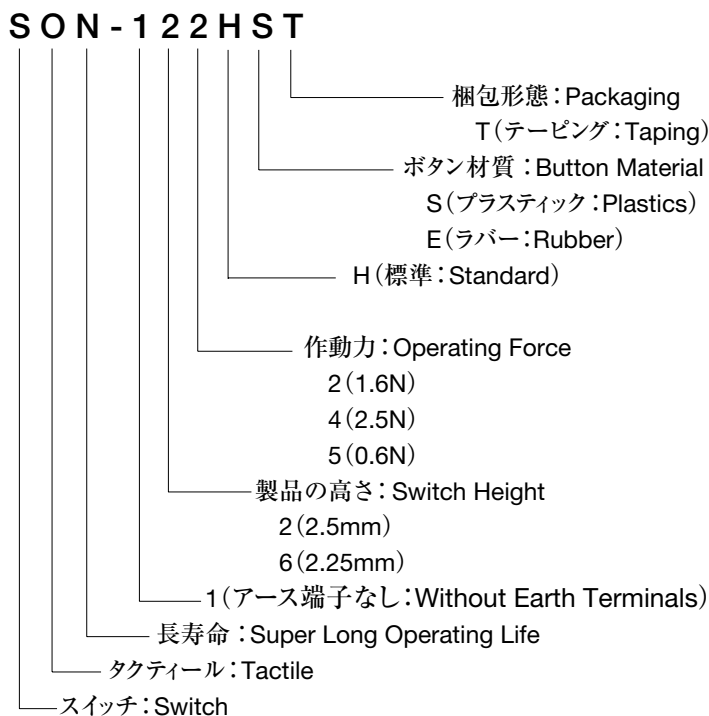 SON-122HST
梱包形態：Packaging
T（テーピング：Taping）
ボタン材質：Button Material
S（プラスティック：Plastics）
E（ラバー：Rubber）
H（標準：Standard）
作動力：Operating Force
2（1.6N）
4（2.5N）
5（0.6N）
製品の高さ：Switch Height
2（2.5mm）
6（2.25mm）
1（アース端子なし：Without Earth Terminals）
長寿命：Super Long Operating Life
タクティール：Tactile
スイッチ：Switch